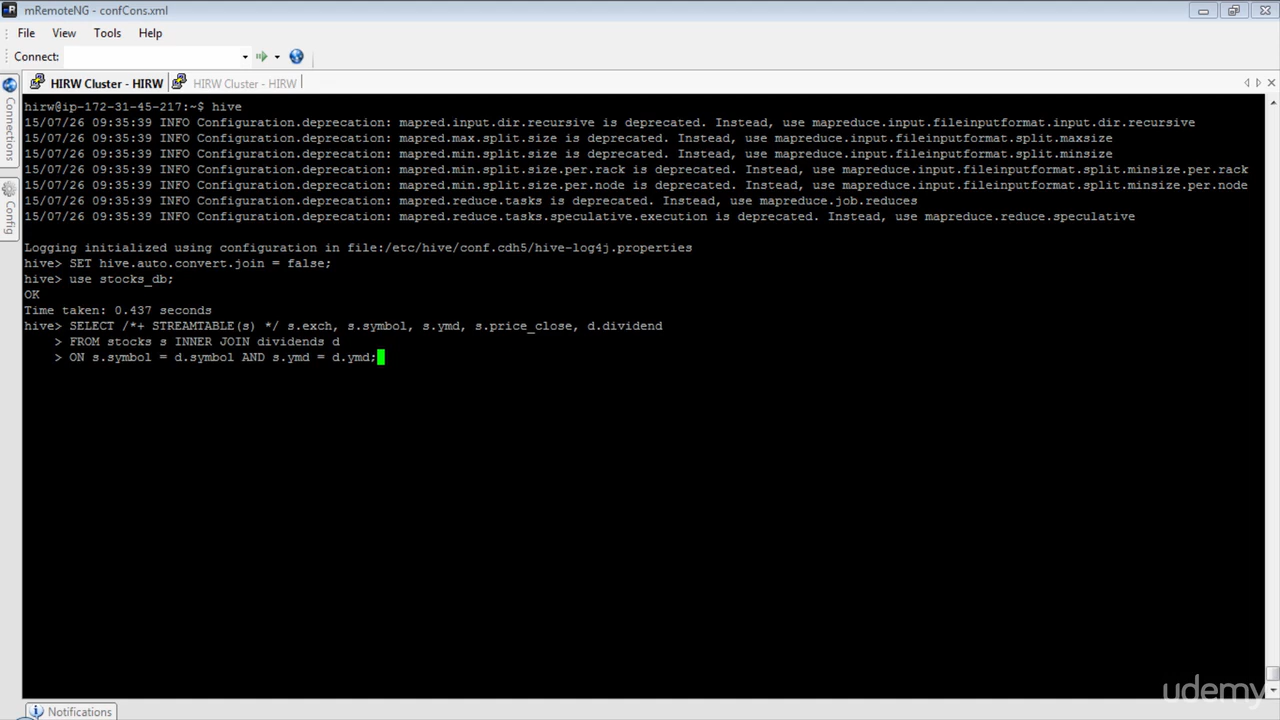 mRemoteNG - confCons.xml
File View Tools Help
Connect:
HIRW Cluster - HIRW HIRW Cluster - HIRW
Connections
Config
hirw@ip-172-31-45-217:~$ hive
15/07/26 09:35:39 INFO Configuration.deprecation: mapred.input.dir.recursive is deprecated. Instead, use mapreduce.input.fileinputformat.input.dir.recursive
15/07/26 09:35:39 INFO Configuration.deprecation: mapred.max.split.size is deprecated. Instead, use mapreduce.input.fileinputformat.split.maxsize
15/07/26 09:35:39 INFO Configuration.deprecation: mapred.min.split.size is deprecated. Instead, use mapreduce.input.fileinputformat.split.minsize
15/07/26 09:35:39 INFO Configuration.deprecation: mapred.min.split.size.per.rack is deprecated. Instead, use mapreduce.input.fileinputformat.split.minsize.per.rack
15/07/26 09:35:39 INFO Configuration.deprecation: mapred.min.split.size.per.node is deprecated. Instead, use mapreduce.input.fileinputformat.split.minsize.per.node
15/07/26 09:35:39 INFO Configuration.deprecation: mapred.reduce.tasks is deprecated. Instead, use mapreduce.job.reduces
15/07/26 09:35:39 INFO Configuration.deprecation: mapred.reduce.tasks.speculative.execution is deprecated. Instead, use mapreduce.reduce.speculative
Logging initialized using configuration in file:/etc/hive/conf.cdh5/hive-log4j.properties
hive> SET hive.auto.convert.join = false;
hive> use stocks_db;
OK
Time taken: 0.437 seconds
hive> SELECT /*+ STREAMTABLE(s) */ s.exch, s.symbol, s.ymd, s.price_close, d.dividend
> FROM stocks s INNER JOIN dividends d
> ON s.symbol = d.symbol AND s.ymd = d.ymd;
udemy
Notifications